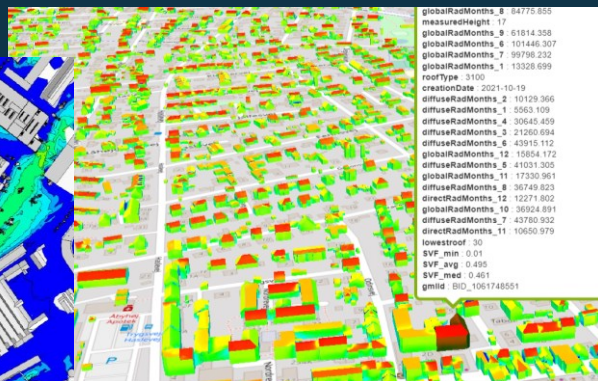 globalRadMonths_8 : 84775.855
measuredHeight : 17
globalRadMonths_9 : 61814.358
globalRadMonths_6 : 101446.307
globalRadMonths_7 : 99798.232
globalRadMonths_1 : 13328.699
roofType : 3100
creationDate : 2021-10-19
diffuseRadMonths_2 : 10129.366
diffuseRadMonths_1 : 5563.109
diffuseRadMonths_4 : 30645.459
diffuseRadMonths_3 : 21260.694
diffuseRadMonths_6 : 43915.112
globalRadMonths_12 : 15854.172
diffuseRadMonths_5 : 41031.305
globalRadMonths_11 : 17330.961
diffuseRadMonths_8 : 36749.823
directRadMonths_12 : 12271.802
globalRadMonths_10 : 36924.891
diffuseRadMonths_7 : 43780.932
directRadMonths_11 : 10650.979
lowestroof : 30
SVF_min : 0.01
SVF_avg : 0.495
SVF_med : 0.461
gmlId : BID_1061748551
P